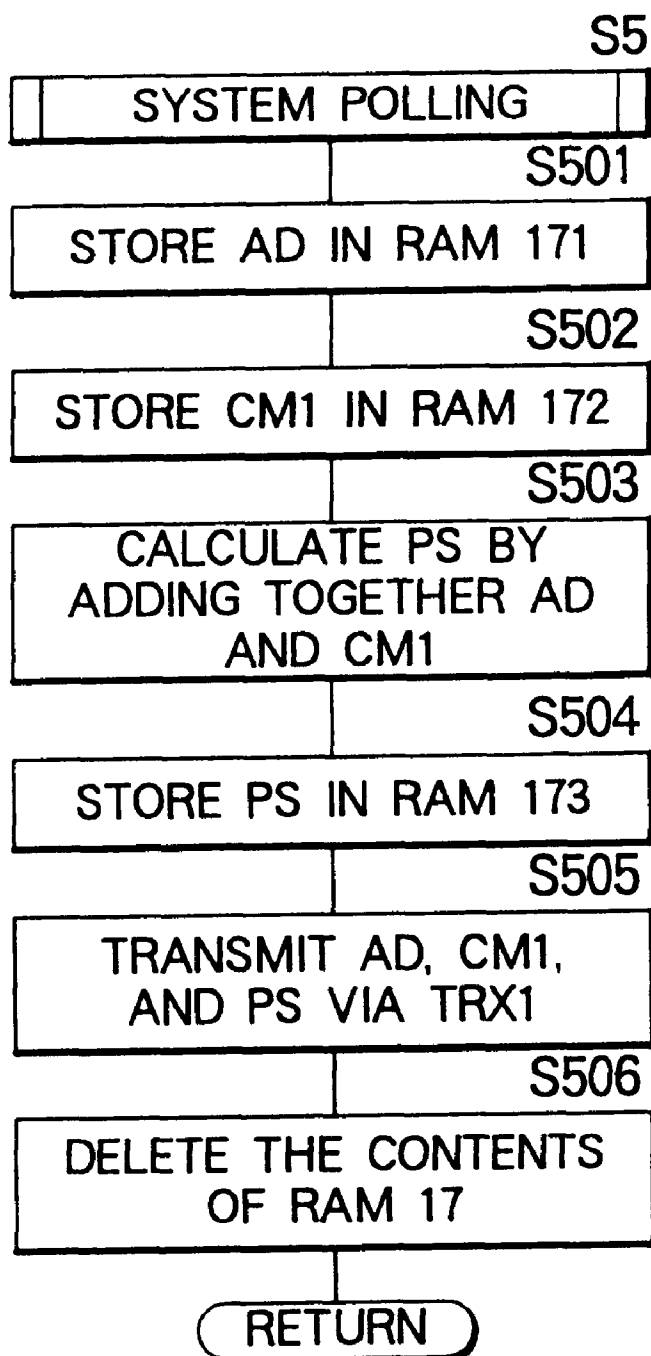 S5
SYSTEM POLLING
S501
STORE AD IN RAM 171
S502
STORE CM1 IN RAM 172
S503
CALCULATE PS BY
ADDING TOGETHER AD
AND CM1
S504
STORE PS IN RAM 173
S505
TRANSMIT AD, CM1,
AND PS VIA TRX1
S506
DELETE THE CONTENTS
OF RAM 17
RETURN